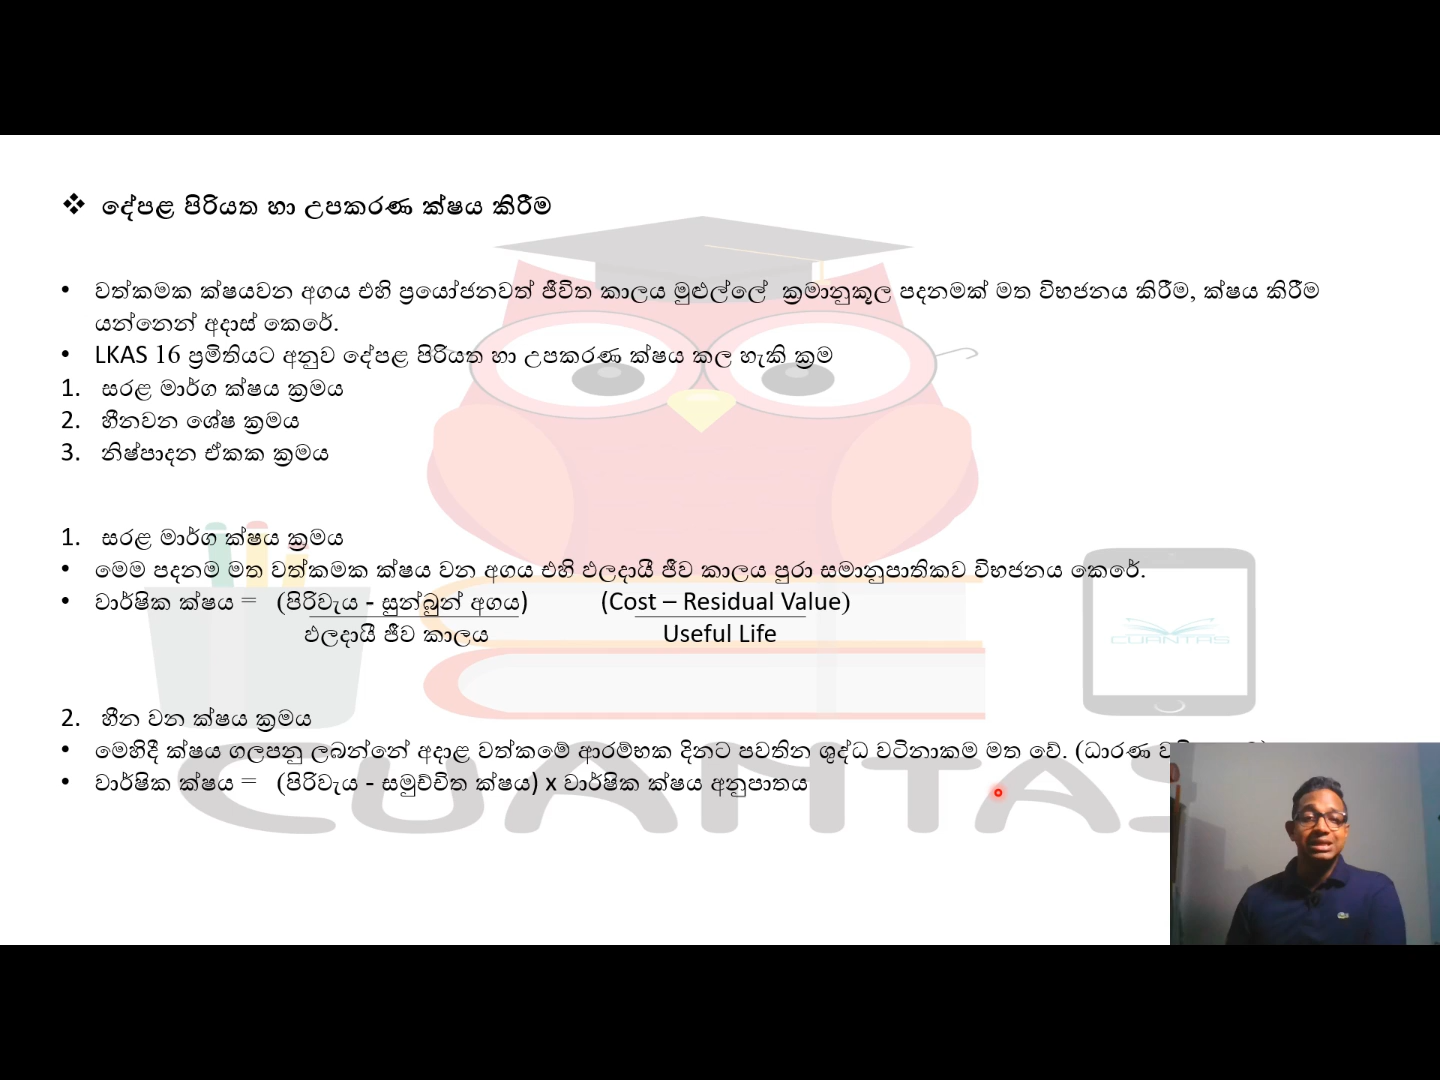 ❖ දේපළ පිරියත හා උපකරණ ක්ෂය කිරීම
• වත්කමක ක්ෂයවන අගය එහි ප්‍රයෝජනවත් ජීවිත කාලය මුළුල්ලේ ක්‍රමානුකූල පදනමක් මත විභජනය කිරීම, ක්ෂය කිරීම
යන්නෙන් අදාස් කෙරේ.
• LKAS 16 ප්‍රමිතියට අනුව දේපළ පිරියත හා උපකරණ ක්ෂය කල හැකි ක්‍රම
1. සරළ මාර්ග ක්ෂය ක්‍රමය
2. හීනවන ශේෂ ක්‍රමය
3. නිෂ්පාදන ඒකක ක්‍රමය
1. සරළ මාර්ග ක්ෂය ක්‍රමය
• මෙම පදනම මත වත්කමක ක්ෂය වන අගය එහි ඵලදායී ජීව කාලය පුරා සමානුපාතිකව විභජනය කෙරේ.
• වාර්ෂික ක්ෂය = (පිරිවැය - සුන්බුන් අගය) (Cost – Residual Value)
ඵලදායී ජීව කාලය Useful Life
2. හීන වන ක්ෂය ක්‍රමය
• මෙහිදී ක්ෂය ගලපනු ලබන්නේ අදාළ වත්කමේ ආරම්භක දිනට පවතින ශුද්ධ වටිනාකම මත වේ. (ධාරණ
• වාර්ෂික ක්ෂය = (පිරිවැය - සමුච්චිත ක්ෂය) x වාර්ෂික ක්ෂය අනුපාතය
CUANTAS
CUANTAS